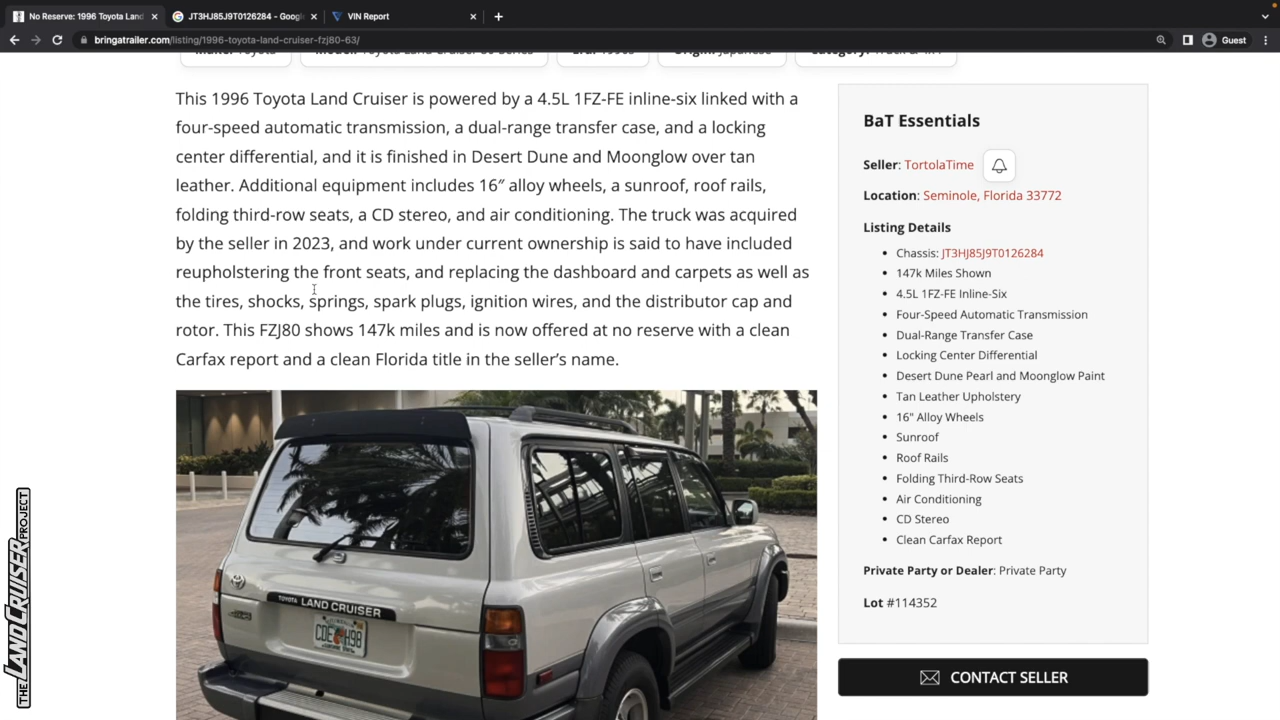 No Reserve: 1996 Toyota Land
JT3HJ85J9T0126284 - Google
VIN Report
bringatrailer.com/listing/1996-toyota-land-cruiser-fzj80-63/
Guest
This 1996 Toyota Land Cruiser is powered by a 4.5L 1FZ-FE inline-six linked with a
four-speed automatic transmission, a dual-range transfer case, and a locking
center differential, and it is finished in Desert Dune and Moonglow over tan
leather. Additional equipment includes 16″ alloy wheels, a sunroof, roof rails,
folding third-row seats, a CD stereo, and air conditioning. The truck was acquired
by the seller in 2023, and work under current ownership is said to have included
reupholstering the front seats, and replacing the dashboard and carpets as well as
the tires, shocks, springs, spark plugs, ignition wires, and the distributor cap and
rotor. This FZJ80 shows 147k miles and is now offered at no reserve with a clean
Carfax report and a clean Florida title in the seller’s name.
BaT Essentials
Seller: TortolaTime
Location: Seminole, Florida 33772
Listing Details
Chassis: JT3HJ85J9T0126284
147k Miles Shown
4.5L 1FZ-FE Inline-Six
Four-Speed Automatic Transmission
Dual-Range Transfer Case
Locking Center Differential
Desert Dune Pearl and Moonglow Paint
Tan Leather Upholstery
16" Alloy Wheels
Sunroof
Roof Rails
Folding Third-Row Seats
Air Conditioning
CD Stereo
Clean Carfax Report
Private Party or Dealer: Private Party
Lot #114352
CONTACT SELLER
TOYOTA LAND CRUISER
THE LAND CRUISER PROJECT